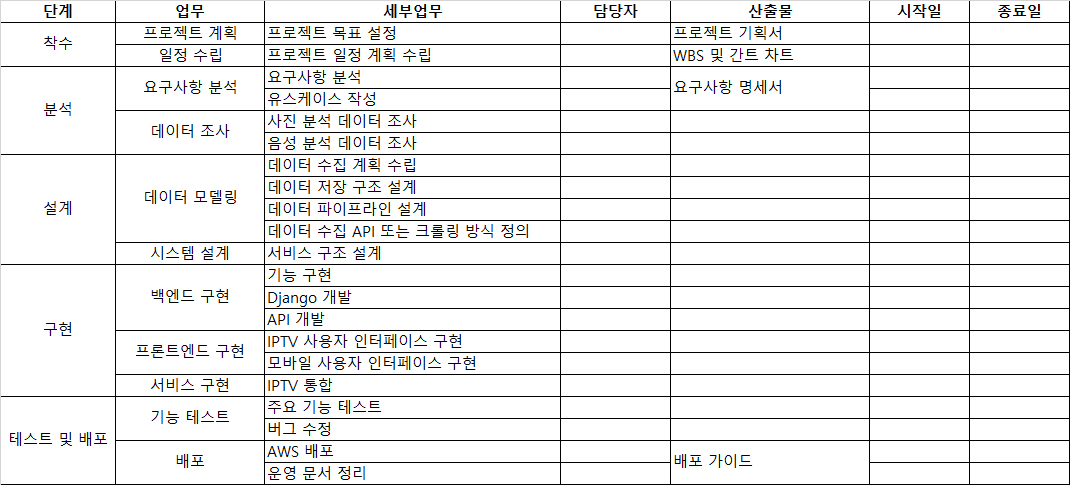 단계 업무 세부업무 담당자 산출물 시작일 종료일
착수 프로젝트 계획 프로젝트 목표 설정 프로젝트 기획서
일정 수립 프로젝트 일정 계획 수립 WBS 및 간트 차트
분석 요구사항 분석 요구사항 분석 요구사항 명세서
유스케이스 작성
데이터 조사 사진 분석 데이터 조사
음성 분석 데이터 조사
설계 데이터 모델링 데이터 수집 계획 수립
데이터 저장 구조 설계
데이터 파이프라인 설계
데이터 수집 API 또는 크롤링 방식 정의
시스템 설계 서비스 구조 설계
구현 백엔드 구현 기능 구현
Django 개발
API 개발
프론트엔드 구현 IPTV 사용자 인터페이스 구현
모바일 사용자 인터페이스 구현
서비스 구현 IPTV 통합
테스트 및 배포 기능 테스트 주요 기능 테스트
버그 수정
배포 AWS 배포 배포 가이드
운영 문서 정리